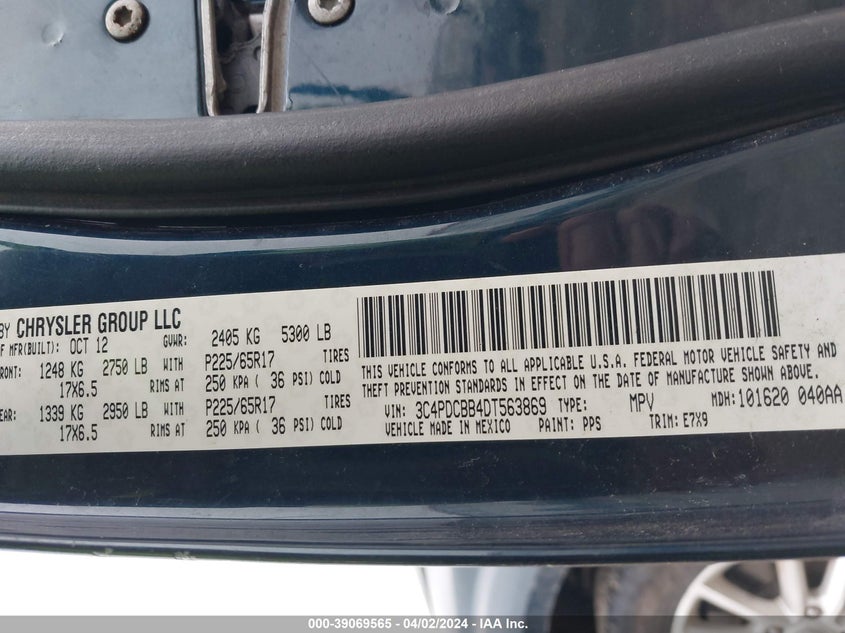 BY CHRYSLER GROUP LLC
OF MFR(BUILT): OCT 12 GVWR: 2405 KG 5300 LB
FRONT: 1248 KG 2750 LB WITH P225/65R17 TIRES
17X6.5 RIMS AT 250 KPA ( 36 PSI) COLD
EAR: 1339 KG 2950 LB WITH P225/65R17 TIRES
17X6.5 RIMS AT 250 KPA ( 36 PSI) COLD
THIS VEHICLE CONFORMS TO ALL APPLICABLE U.S.A. FEDERAL MOTOR VEHICLE SAFETY AND
THEFT PREVENTION STANDARDS IN EFFECT ON THE DATE OF MANUFACTURE SHOWN ABOVE.
VIN: 3C4PDCBB4DT563869 TYPE: MPV MDH: 101620 040AA
VEHICLE MADE IN MEXICO PAINT: PPS TRIM: E7X9
000-39069565 - 04/02/2024 - IAA Inc.